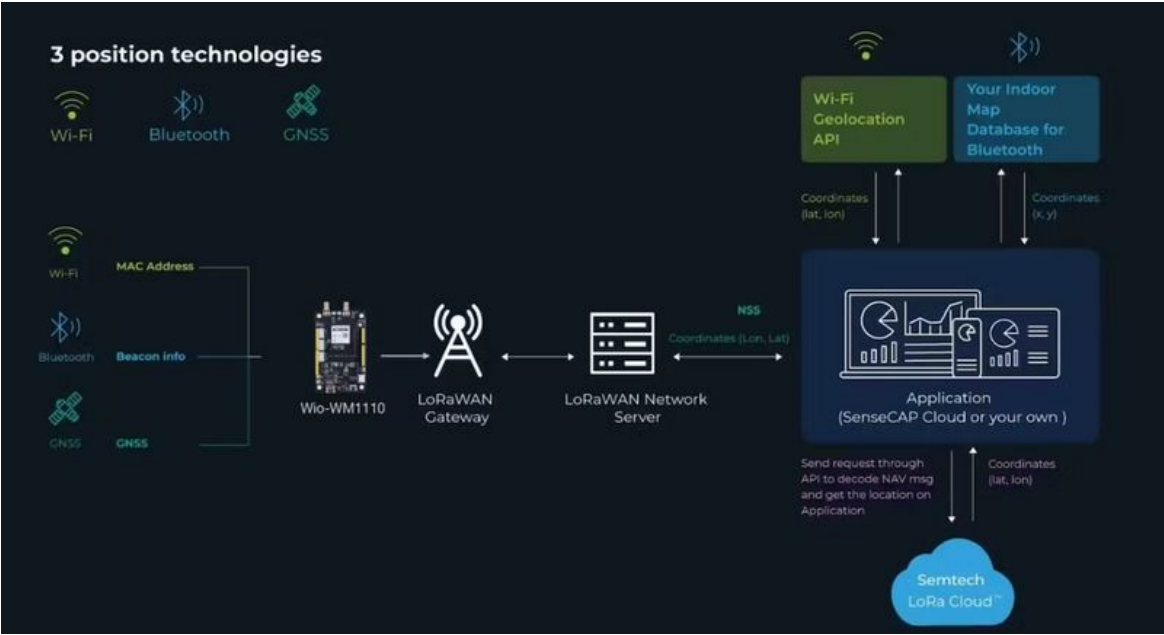 3 position technologies
Wi-Fi
Bluetooth
GNSS
Wi-Fi
Geolocation
API
Your Indoor
Map
Database for
Bluetooth
Coordinates
(lat, lon)
Coordinates
(x, y)
Wi-Fi
MAC Address
Bluetooth
Beacon info
GNSS
GNSS
Wio-WM1110
LoRaWAN
Gateway
LoRaWAN Network
Server
NSS
Coordinates (Lon, Lat)
Application
(SenseCAP Cloud or your own )
Send request through
API to decode NAV msg
and get the location on
Application
Coordinates
(lat, lon)
Semtech
LoRa Cloud™